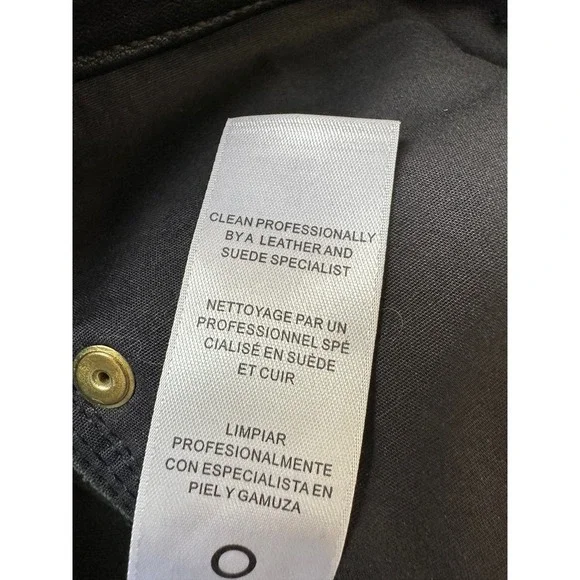 CLEAN PROFESSIONALLY
BY A LEATHER AND
SUEDE SPECIALIST
NETTOYAGE PAR UN
PROFESSIONNEL SPÉ
CIALISÉ EN SUÈDE
ET CUIR
LIMPIAR
PROFESIONALMENTE
CON ESPECIALISTA EN
PIEL Y GAMUZA